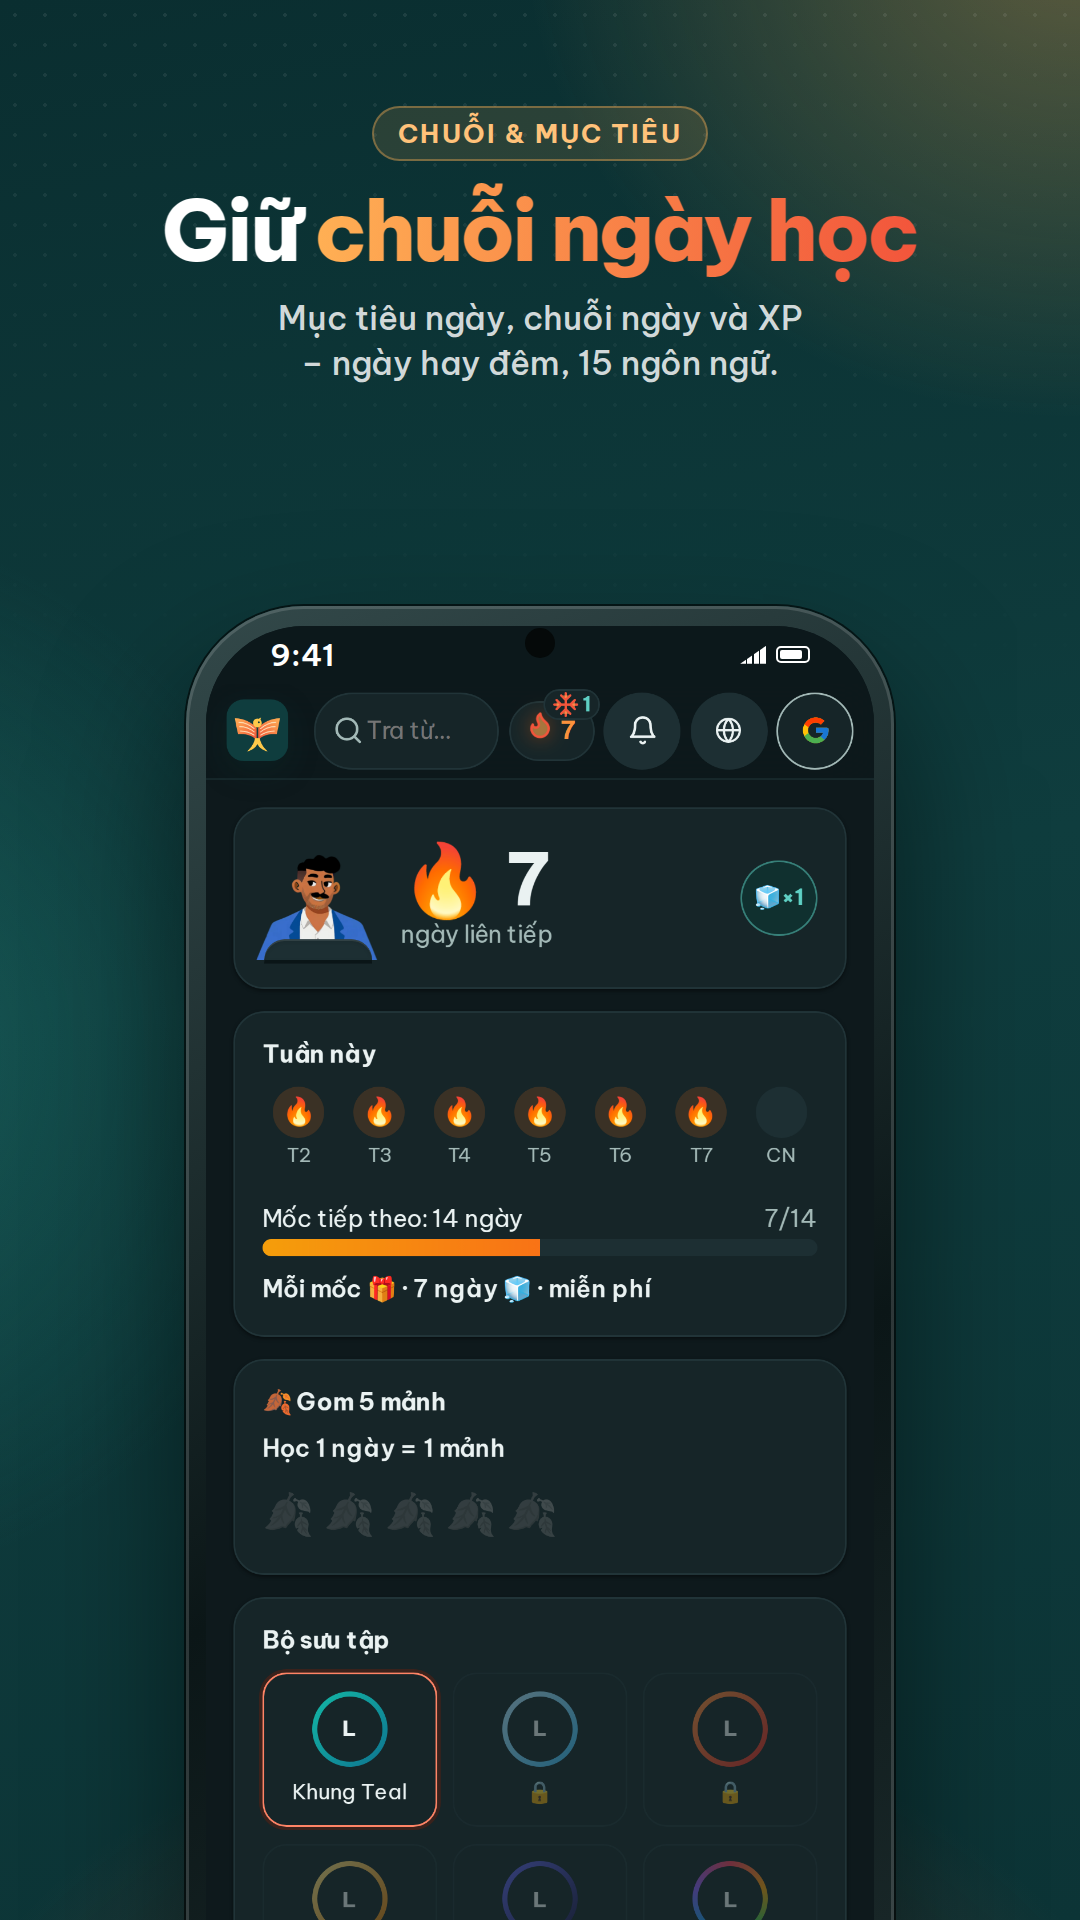 CHUỖI & MỤC TIÊU
Giữ chuỗi ngày học
Mục tiêu ngày, chuỗi ngày và XP
– ngày hay đêm, 15 ngôn ngữ.
9:41
Tra từ...
1
7
7
ngày liên tiếp
×1
Tuần này
T2 T3 T4 T5 T6 T7 CN
Mốc tiếp theo: 14 ngày 7/14
Mỗi mốc 🎁 · 7 ngày 🧊 · miễn phí
🍂 Gom 5 mảnh
Học 1 ngày = 1 mảnh
Bộ sưu tập
L L L
Khung Teal
L L L